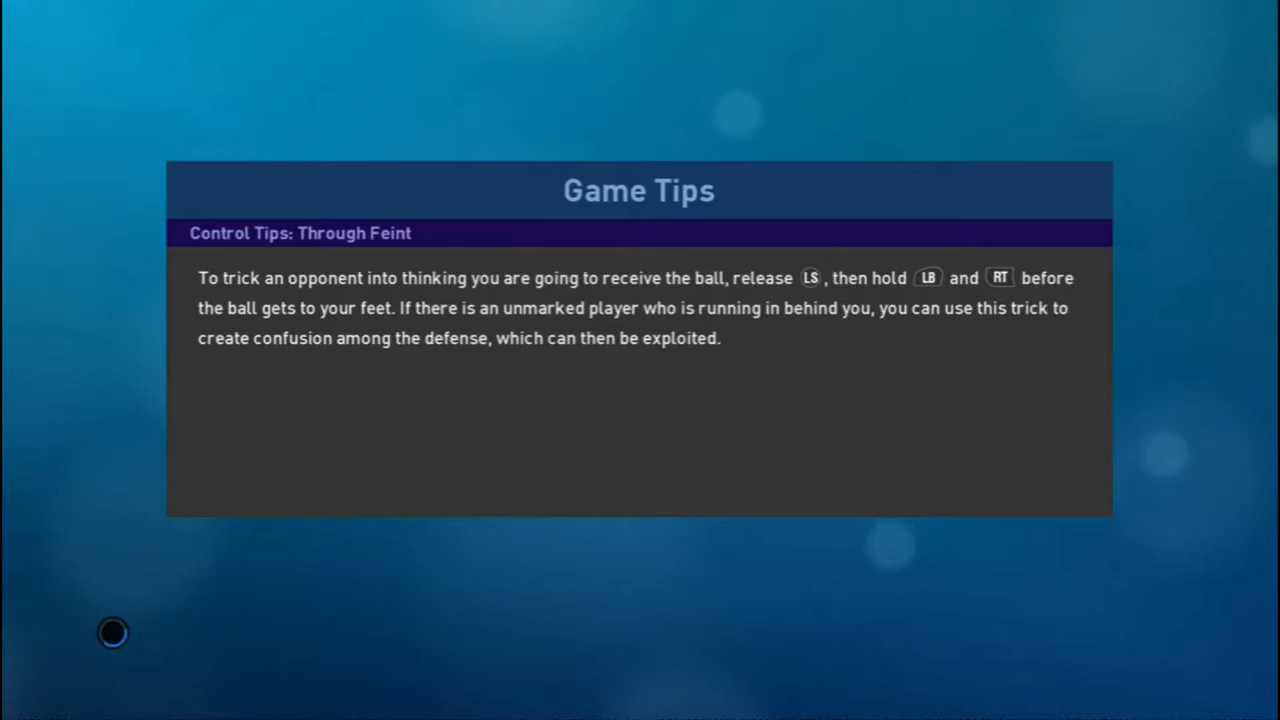 Game Tips
Control Tips: Through Feint
To trick an opponent into thinking you are going to receive the ball, release LS, then hold LB and RT before
the ball gets to your feet. If there is an unmarked player who is running in behind you, you can use this trick to
create confusion among the defense, which can then be exploited.